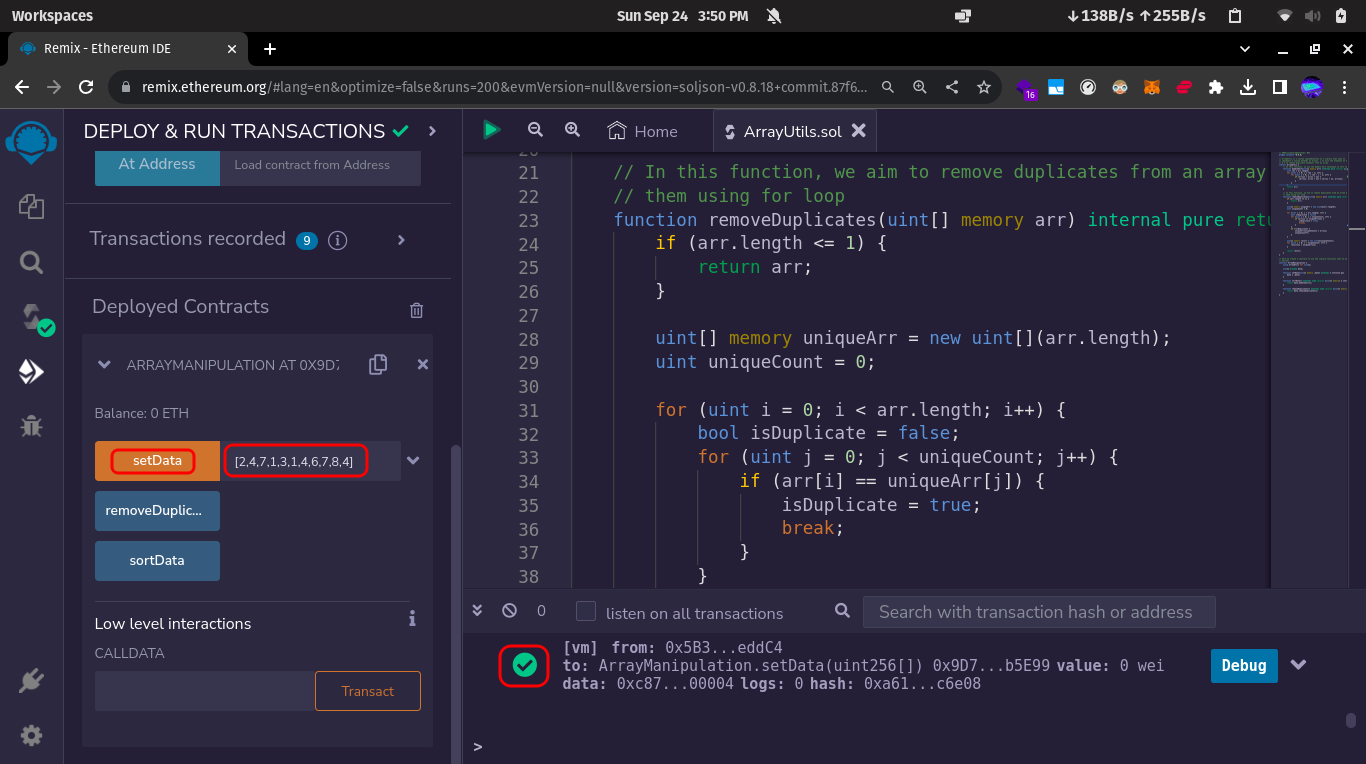 Workspaces
Sun Sep 24 3:50 PM
↓138B/s ↑255B/s
Remix - Ethereum IDE
remix.ethereum.org/#lang=en&optimize=false&runs=200&evmVersion=null&version=soljson-v0.8.18+commit.87f6...
16
DEPLOY & RUN TRANSACTIONS
At Address
Load contract from Address
Transactions recorded 9 i
Deployed Contracts
ARRAYMANIPULATION AT 0X9D7
Balance: 0 ETH
setData [2,4,7,1,3,1,4,6,7,8,4]
removeDuplic...
sortData
Low level interactions i
CALLDATA
Transact
Home
ArrayUtils.sol
20
21 // In this function, we aim to remove duplicates from an array
22 // them using for loop
23 function removeDuplicates(uint[] memory arr) internal pure retu
24 if (arr.length <= 1) {
25 return arr;
26 }
27
28 uint[] memory uniqueArr = new uint[](arr.length);
29 uint uniqueCount = 0;
30
31 for (uint i = 0; i < arr.length; i++) {
32 bool isDuplicate = false;
33 for (uint j = 0; j < uniqueCount; j++) {
34 if (arr[i] == uniqueArr[j]) {
35 isDuplicate = true;
36 break;
37 }
38 }
0 listen on all transactions
Search with transaction hash or address
[vm] from: 0x5B3...eddC4
to: ArrayManipulation.setData(uint256[]) 0x9D7...b5E99 value: 0 wei
data: 0xc87...00004 logs: 0 hash: 0xa61...c6e08
Debug
>